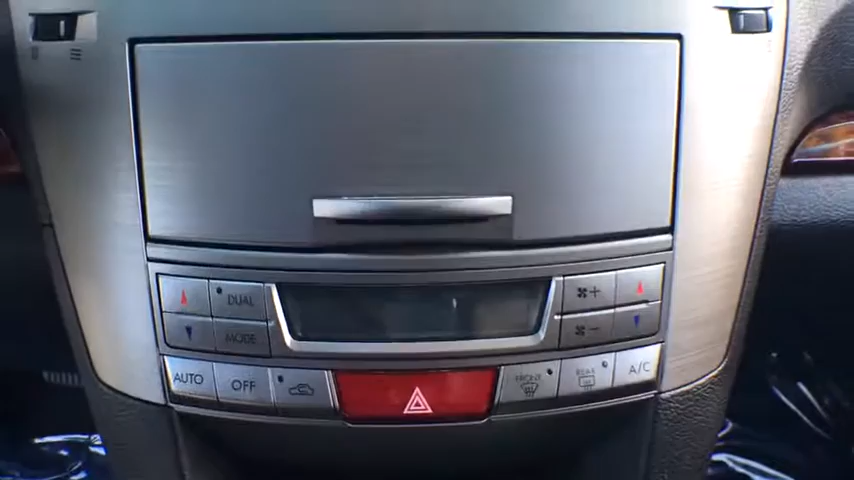 DUAL
MODE
AUTO
OFF
FRONT
REAR
A/C